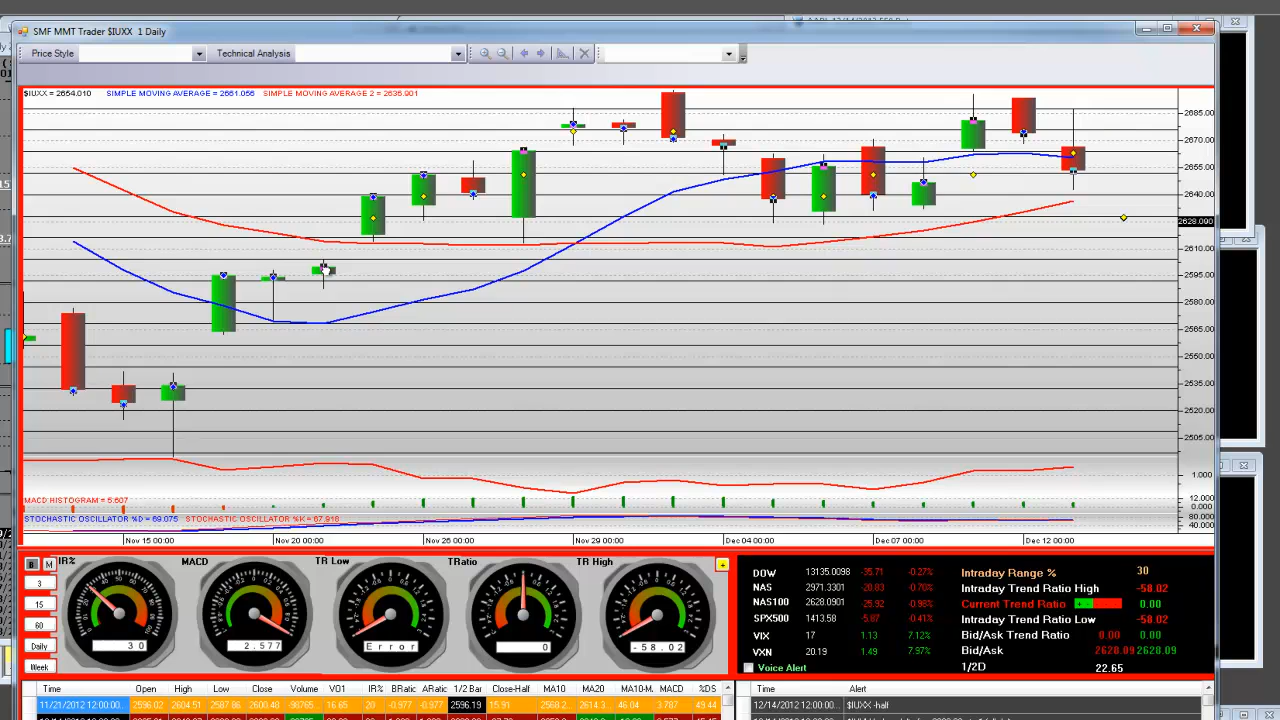 SMF MMT Trader $IUXX 1 Daily
Price Style Technical Analysis
$IUXX = 2654.010 SIMPLE MOVING AVERAGE = 2661.056 SIMPLE MOVING AVERAGE 2 = 2636.901
2685.00
2670.00
2655.00
2640.00
2628.090
2610.00
2595.00
2580.00
2565.00
2550.00
2535.00
2520.00
2505.00
1.000
MACD HISTOGRAM = 5.607
12.000
0.000
STOCHASTIC OSCILLATOR %D = 69.075 STOCHASTIC OSCILLATOR %K = 67.918
80.000
40.000
Nov 15 00:00 Nov 20 00:00 Nov 26 00:00 Nov 29 00:00 Dec 04 00:00 Dec 07 00:00 Dec 12 00:00
B M IR% MACD TR Low TRatio TR High
3
15
60
Daily
Week
30 2.577 Error 0 -58.02
DOW 13135.0098 -35.71 -0.27%
NAS 2971.3301 -20.83 -0.70%
NAS100 2628.0901 -25.92 -0.98%
SPX500 1413.58 -5.87 -0.41%
VIX 17 1.13 7.12%
VXN 20.19 1.49 7.97%
Voice Alert
Intraday Range % 30
Intraday Trend Ratio High -58.02
Current Trend Ratio 0.00
Intraday Trend Ratio Low -58.02
Bid/Ask Trend Ratio 0.00 0.00
Bid/Ask 2628.09 2628.09
1/2D 22.65
Time Open High Low Close Volume VO1 IR% BRatio ARatio 1/2 Bar Close-Half MA10 MA20 MA10-M. MACD %DS
11/21/2012 12:00:00... 2596.02 2604.51 2587.86 2600.48 -98765... 16.65 20 -0.977 -0.977 2596.19 15.91 2568.2... 2614.3... 46.04 3.787 49.44
Time Alert
12/14/2012 12:00:00... $IUXX -half